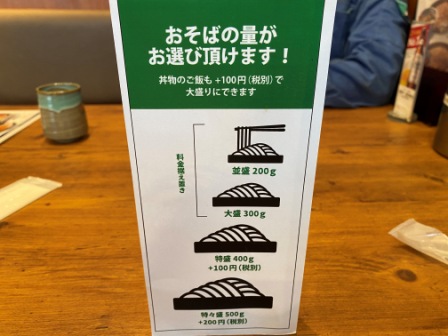 おそばの量が
お選び頂けます！
丼物のご飯も+100円(税別)で
大盛りにできます
料金据え置き
並盛 200g
大盛 300g
特盛 400g
+100円(税別)
特々盛 500g
+200円(税別)